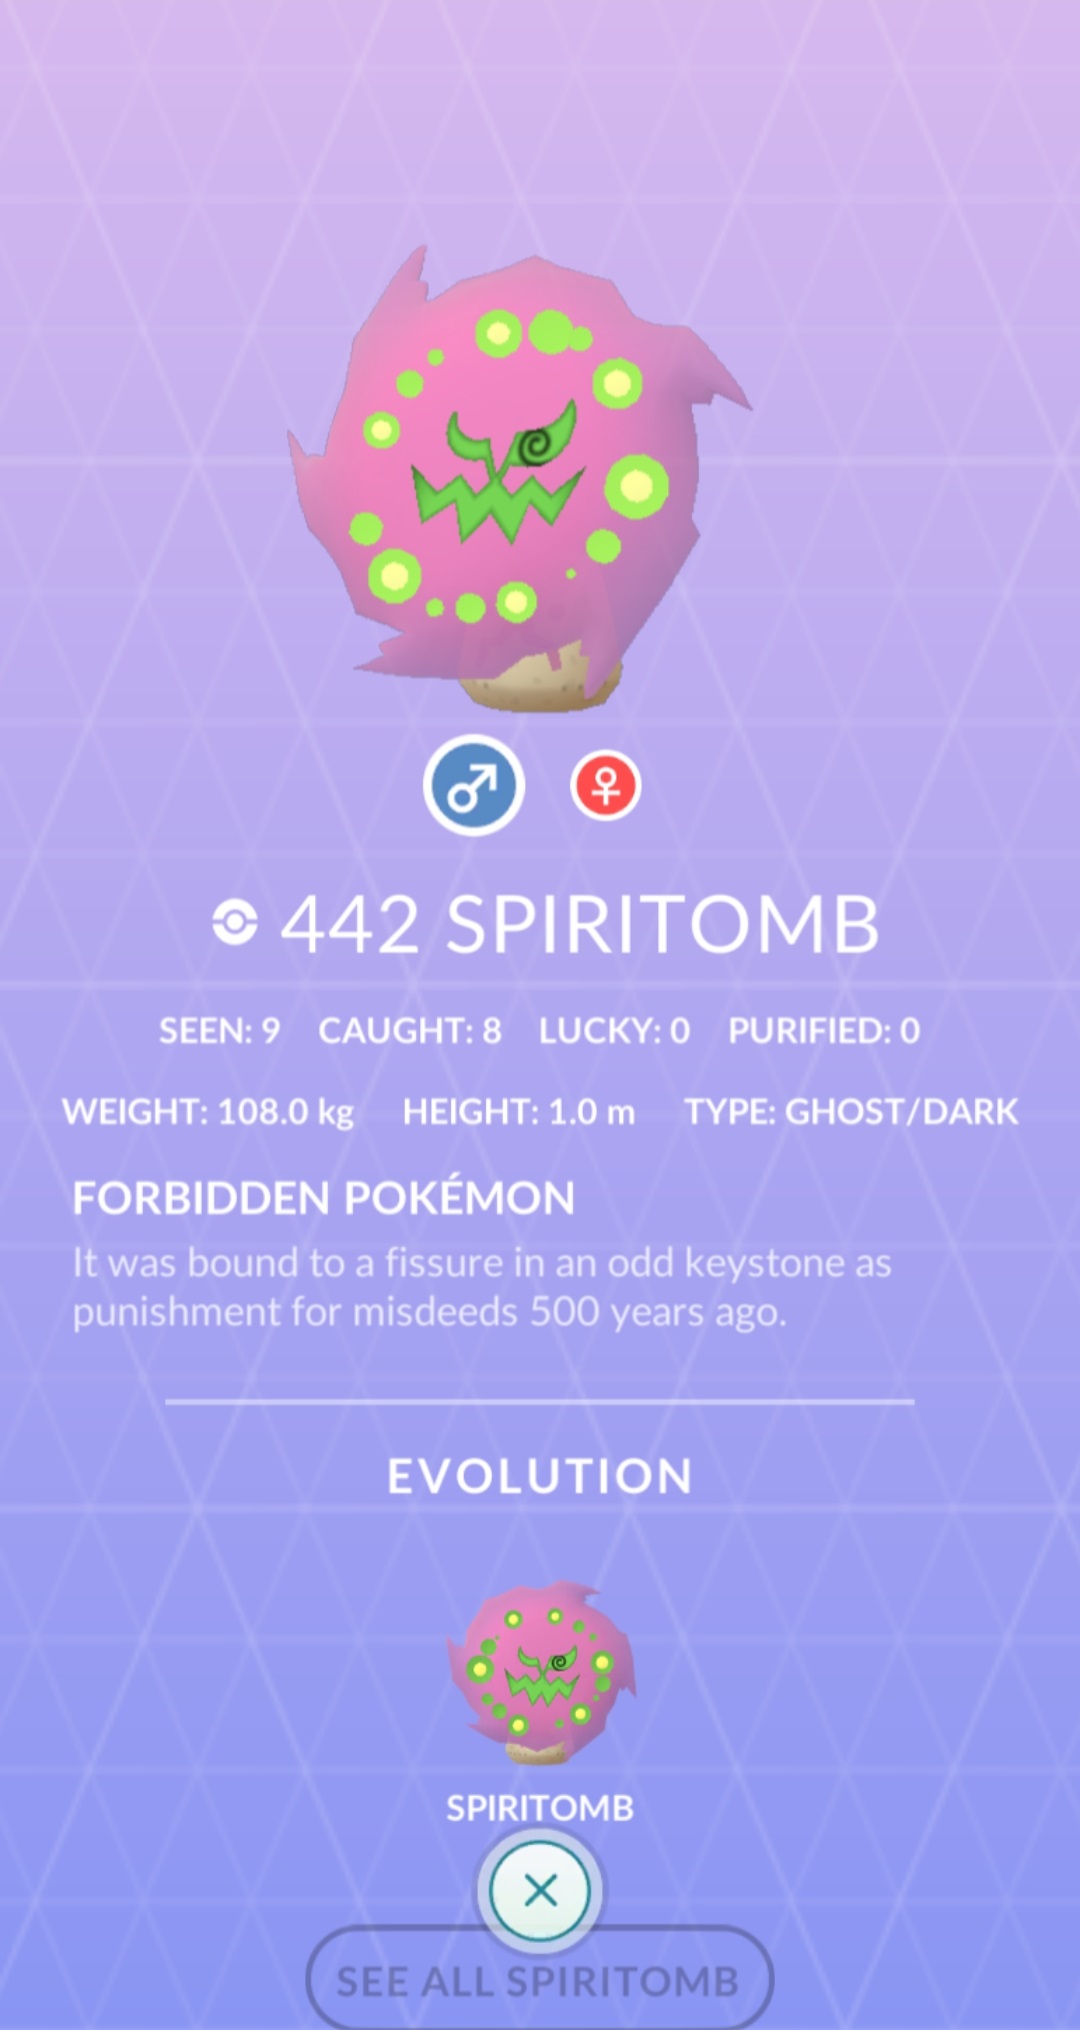 442 SPIRITOMB
SEEN: 9 CAUGHT: 8 LUCKY: 0 PURIFIED: 0
WEIGHT: 108.0 kg HEIGHT: 1.0 m TYPE: GHOST/DARK
FORBIDDEN POKÉMON
It was bound to a fissure in an odd keystone as
punishment for misdeeds 500 years ago.
EVOLUTION
SPIRITOMB
SEE ALL SPIRITOMB